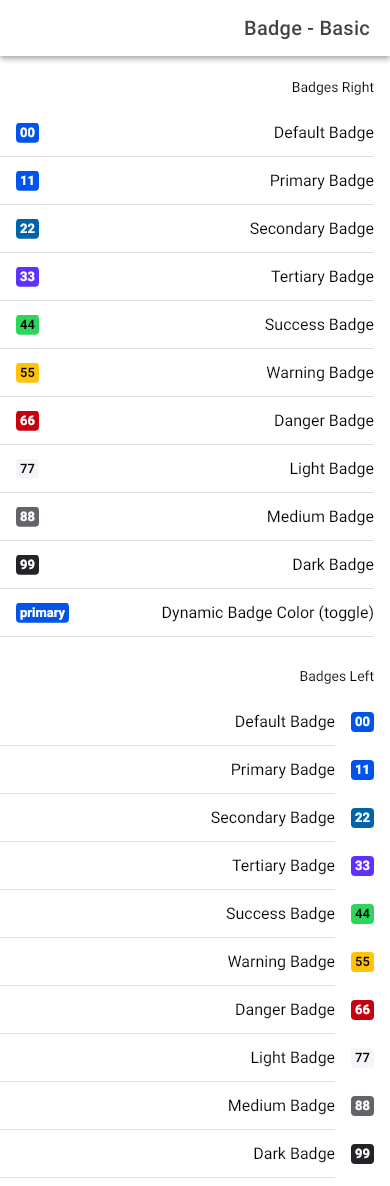 Badge - Basic
Badges Right
00 Default Badge
11 Primary Badge
22 Secondary Badge
33 Tertiary Badge
44 Success Badge
55 Warning Badge
66 Danger Badge
77 Light Badge
88 Medium Badge
99 Dark Badge
primary Dynamic Badge Color (toggle)
Badges Left
Default Badge 00
Primary Badge 11
Secondary Badge 22
Tertiary Badge 33
Success Badge 44
Warning Badge 55
Danger Badge 66
Light Badge 77
Medium Badge 88
Dark Badge 99